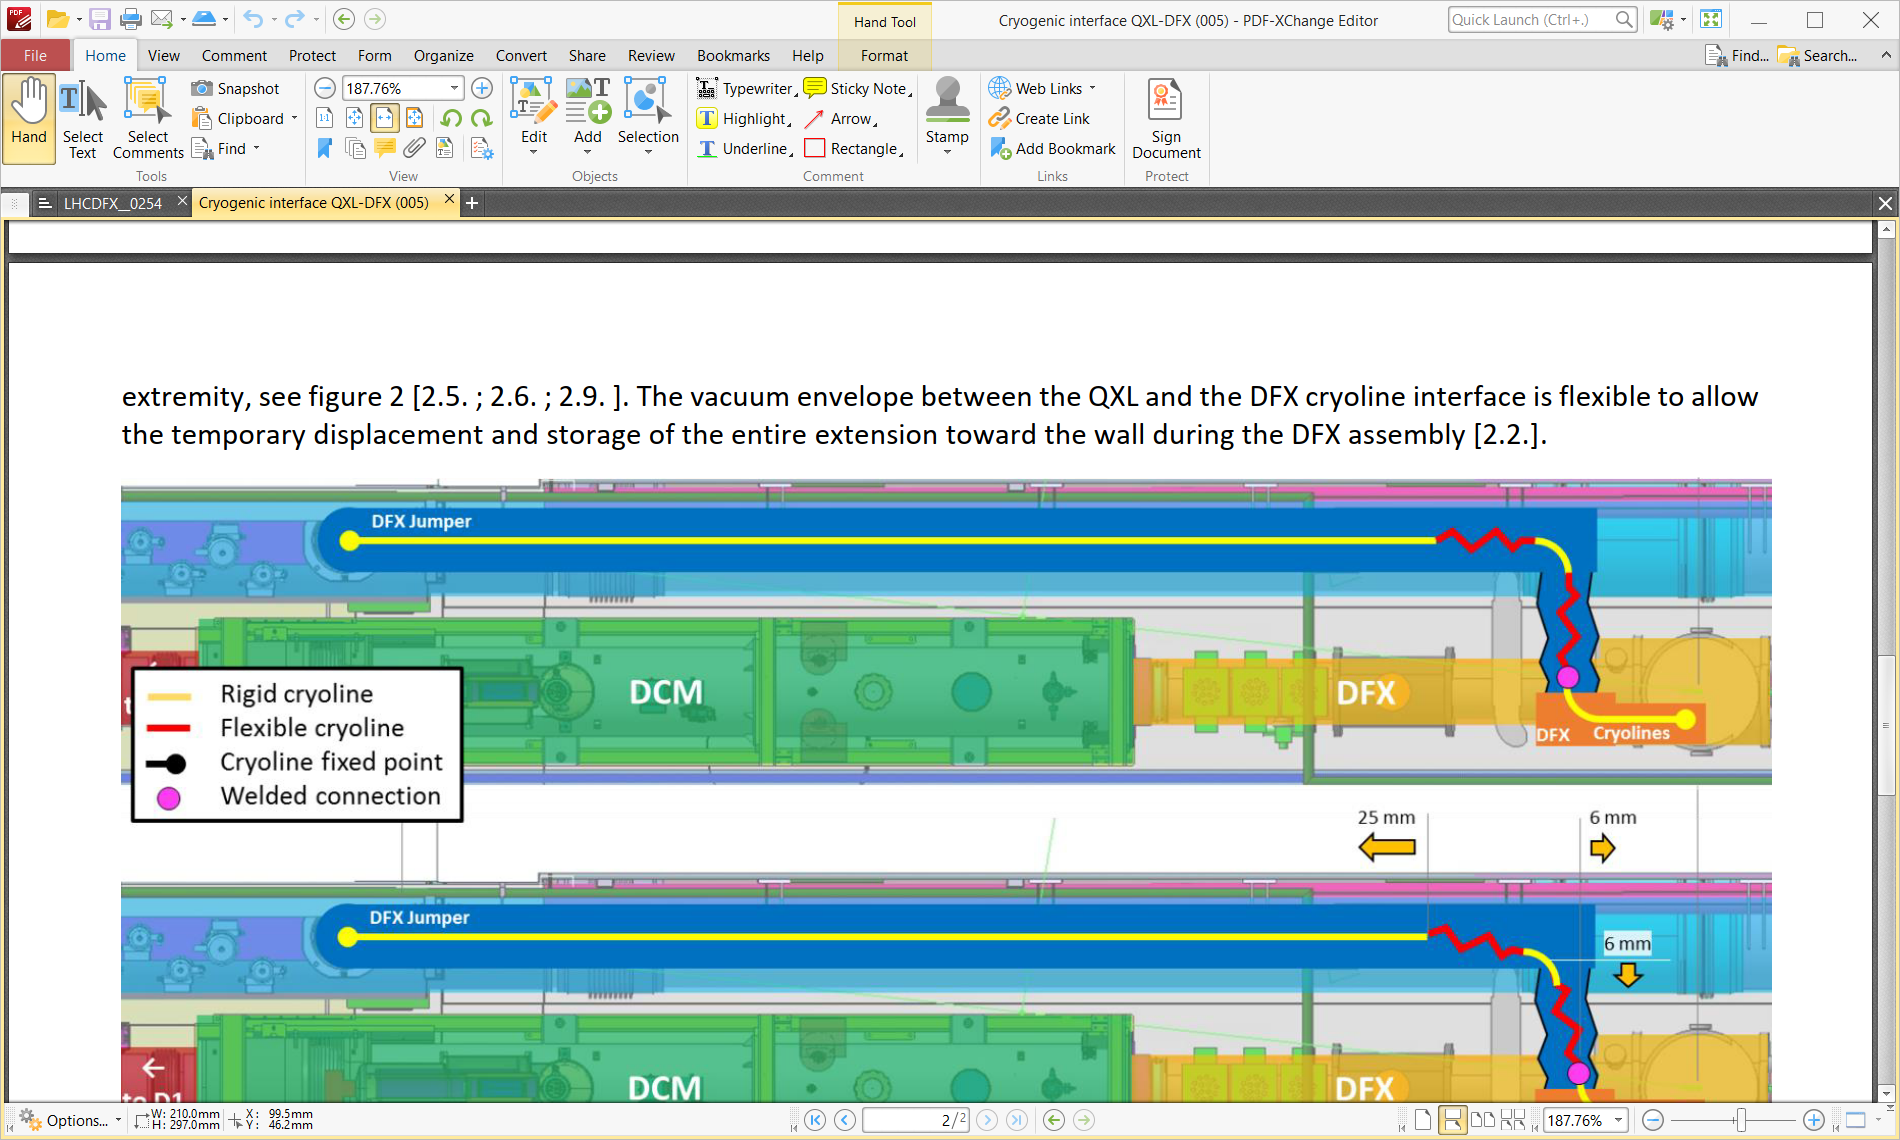 Hand Tool
Cryogenic interface QXL-DFX (005) - PDF-XChange Editor
Quick Launch (Ctrl+.)
File Home View Comment Protect Form Organize Convert Share Review Bookmarks Help Format
Find... Search...
Hand
Select Text
Select Comments
Snapshot
Clipboard
Find
Tools
187.76%
View
Edit
Add
Selection
Objects
Typewriter
Highlight
Underline
Sticky Note
Arrow
Rectangle
Stamp
Comment
Web Links
Create Link
Add Bookmark
Links
Sign Document
Protect
LHCDFX__0254
Cryogenic interface QXL-DFX (005)
extremity, see figure 2 [2.5. ; 2.6. ; 2.9. ]. The vacuum envelope between the QXL and the DFX cryoline interface is flexible to allow
the temporary displacement and storage of the entire extension toward the wall during the DFX assembly [2.2.].
DFX Jumper
DCM
DFX
DFX Cryolines
Rigid cryoline
Flexible cryoline
Cryoline fixed point
Welded connection
25 mm
6 mm
DFX Jumper
6 mm
DCM
DFX
to D1
Options...
W: 210.0mm
H: 297.0mm
X: 99.5mm
Y: 46.2mm
2/2
187.76%